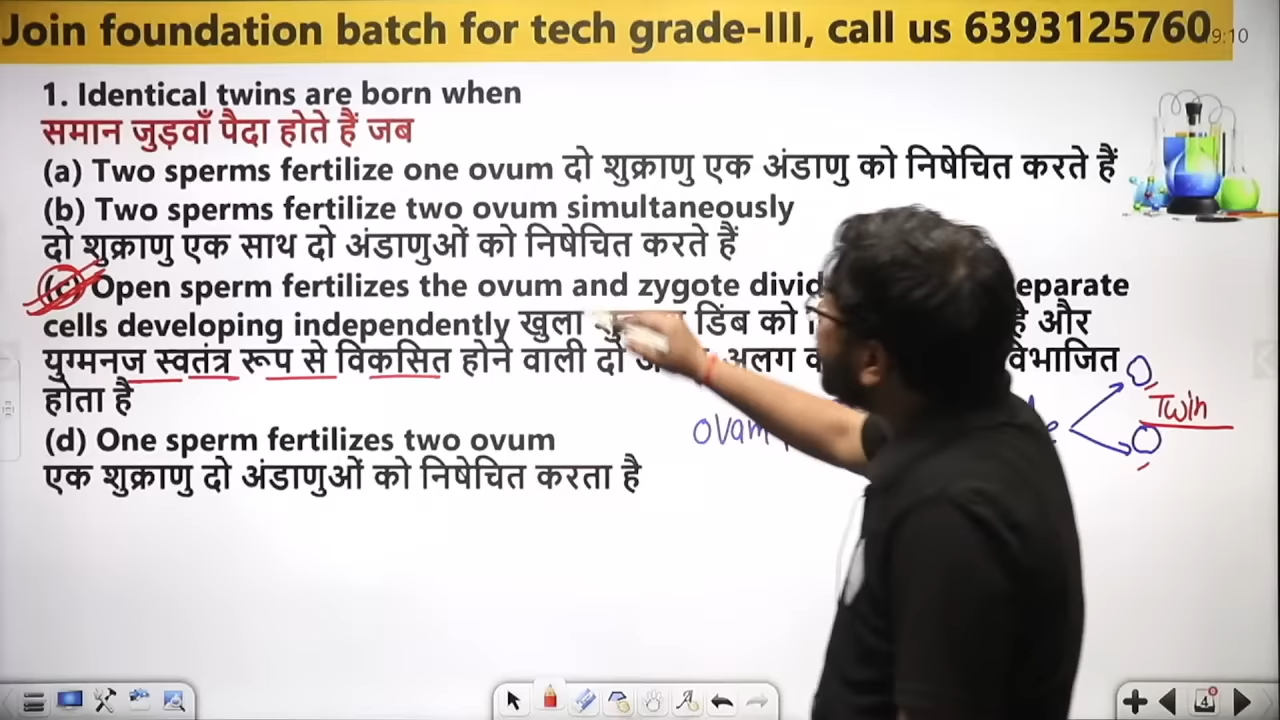 Join foundation batch for tech grade-III, call us 6393125760
9:10
1. Identical twins are born when
समान जुड़वाँ पैदा होते हैं जब
(a) Two sperms fertilize one ovum दो शुक्राणु एक अंडाणु को निषेचित करते हैं
(b) Two sperms fertilize two ovum simultaneously
दो शुक्राणु एक साथ दो अंडाणुओं को निषेचित करते हैं
(c) Open sperm fertilizes the ovum and zygote
cells developing independently खुला डिंब को और
युग्मनज स्वतंत्र रूप से विकसित होने वाली दो अलग विभाजित
होता है
Twin
ovam
(d) One sperm fertilizes two ovum
एक शुक्राणु दो अंडाणुओं को निषेचित करता है
4